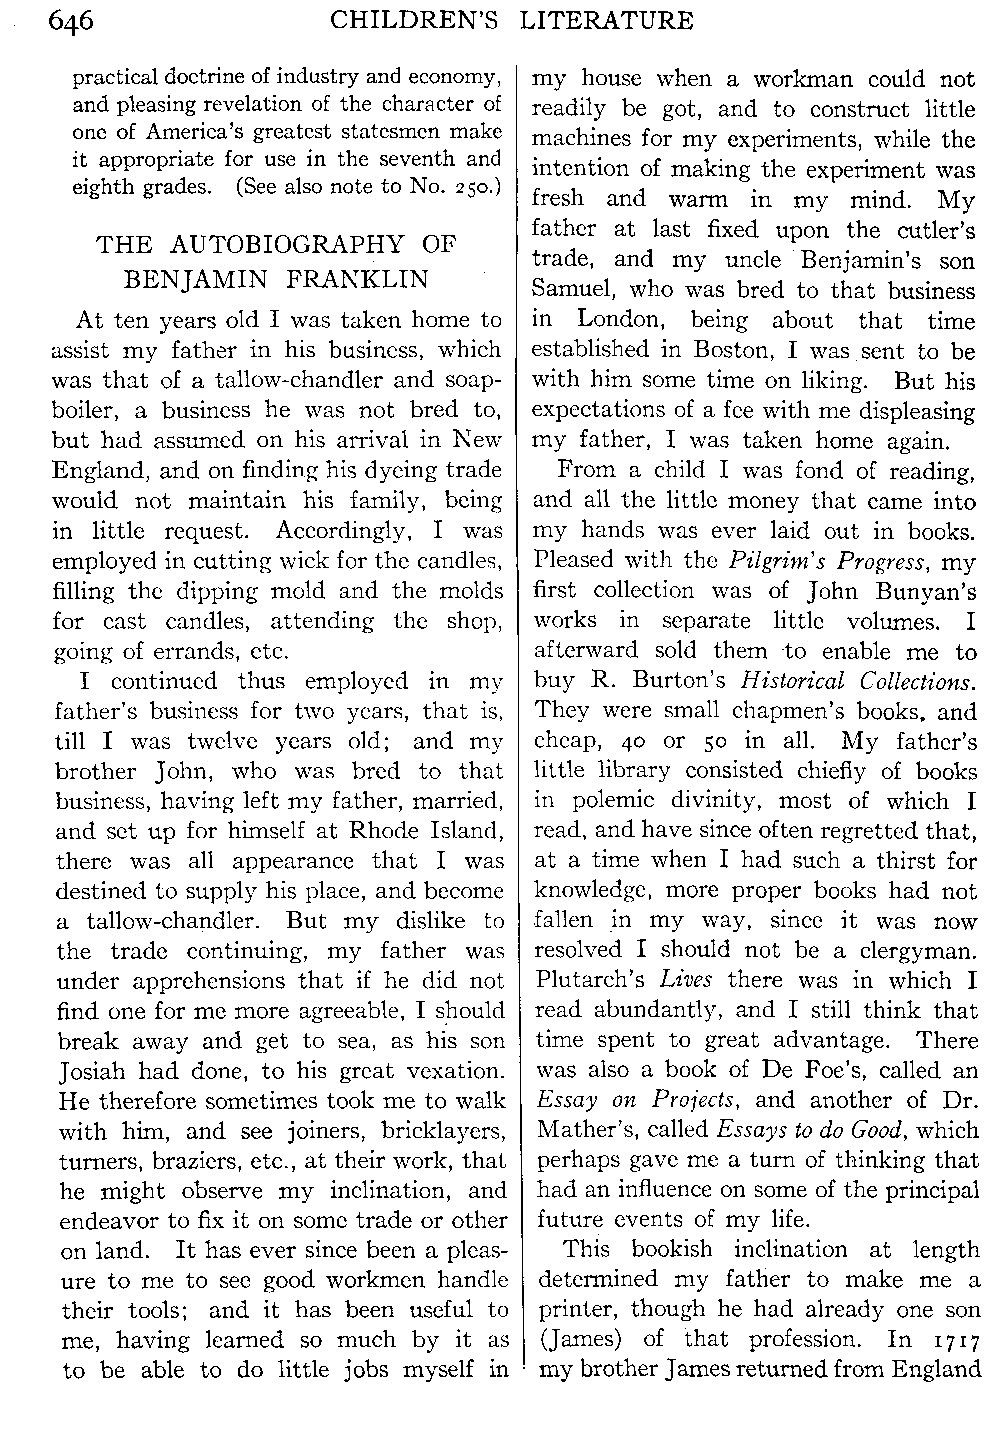 646 CHILDREN'S LITERATURE
practical doctrine of industry and economy,
and pleasing revelation of the character of
one of America's greatest statesmen make
it appropriate for use in the seventh and
eighth grades. (See also note to No. 250.)
THE AUTOBIOGRAPHY OF
BENJAMIN FRANKLIN
At ten years old I was taken home to
assist my father in his business, which
was that of a tallow-chandler and soap-
boiler, a business he was not bred to,
but had assumed on his arrival in New
England, and on finding his dyeing trade
would not maintain his family, being
in little request. Accordingly, I was
employed in cutting wick for the candles,
filling the dipping mold and the molds
for cast candles, attending the shop,
going of errands, etc.
I continued thus employed in my
father's business for two years, that is,
till I was twelve years old; and my
brother John, who was bred to that
business, having left my father, married,
and set up for himself at Rhode Island,
there was all appearance that I was
destined to supply his place, and become
a tallow-chandler. But my dislike to
the trade continuing, my father was
under apprehensions that if he did not
find one for me more agreeable, I should
break away and get to sea, as his son
Josiah had done, to his great vexation.
He therefore sometimes took me to walk
with him, and see joiners, bricklayers,
turners, braziers, etc., at their work, that
he might observe my inclination, and
endeavor to fix it on some trade or other
on land. It has ever since been a pleas-
ure to me to see good workmen handle
their tools; and it has been useful to
me, having learned so much by it as
to be able to do little jobs myself in
my house when a workman could not
readily be got, and to construct little
machines for my experiments, while the
intention of making the experiment was
fresh and warm in my mind. My
father at last fixed upon the cutler's
trade, and my uncle Benjamin's son
Samuel, who was bred to that business
in London, being about that time
established in Boston, I was sent to be
with him some time on liking. But his
expectations of a fee with me displeasing
my father, I was taken home again.
From a child I was fond of reading,
and all the little money that came into
my hands was ever laid out in books.
Pleased with the Pilgrim's Progress, my
first collection was of John Bunyan's
works in separate little volumes. I
afterward sold them to enable me to
buy R. Burton's Historical Collections.
They were small chapmen's books, and
cheap, 40 or 50 in all. My father's
little library consisted chiefly of books
in polemic divinity, most of which I
read, and have since often regretted that,
at a time when I had such a thirst for
knowledge, more proper books had not
fallen in my way, since it was now
resolved I should not be a clergyman.
Plutarch's Lives there was in which I
read abundantly, and I still think that
time spent to great advantage. There
was also a book of De Foe's, called an
Essay on Projects, and another of Dr.
Mather's, called Essays to do Good, which
perhaps gave me a turn of thinking that
had an influence on some of the principal
future events of my life.
This bookish inclination at length
determined my father to make me a
printer, though he had already one son
(James) of that profession. In 1717
my brother James returned from England